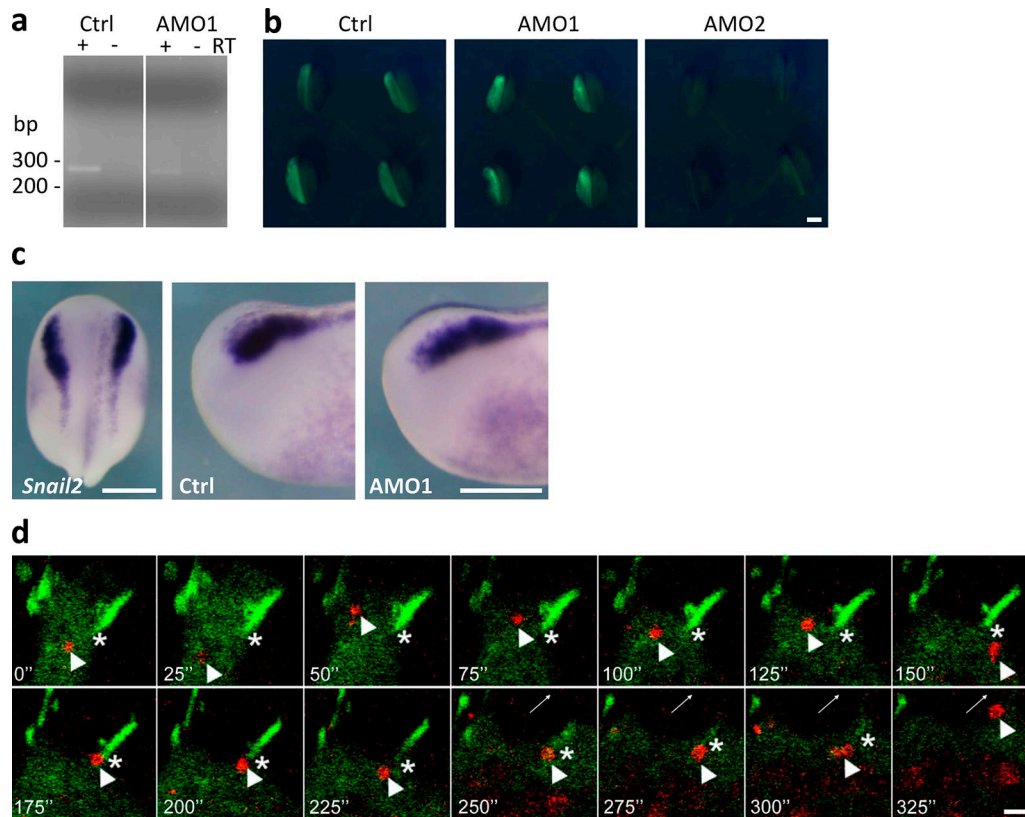 a
Ctrl AMO1
+ - + - RT
bp
300 -
200 -
b
Ctrl AMO1 AMO2
c
Snail2 Ctrl AMO1
d
* * * * * * *
0’’ 25’’ 50’’ 75’’ 100’’ 125’’ 150’’
* * * * * *
175’’ 200’’ 225’’ 250’’ 275’’ 300’’ 325’’